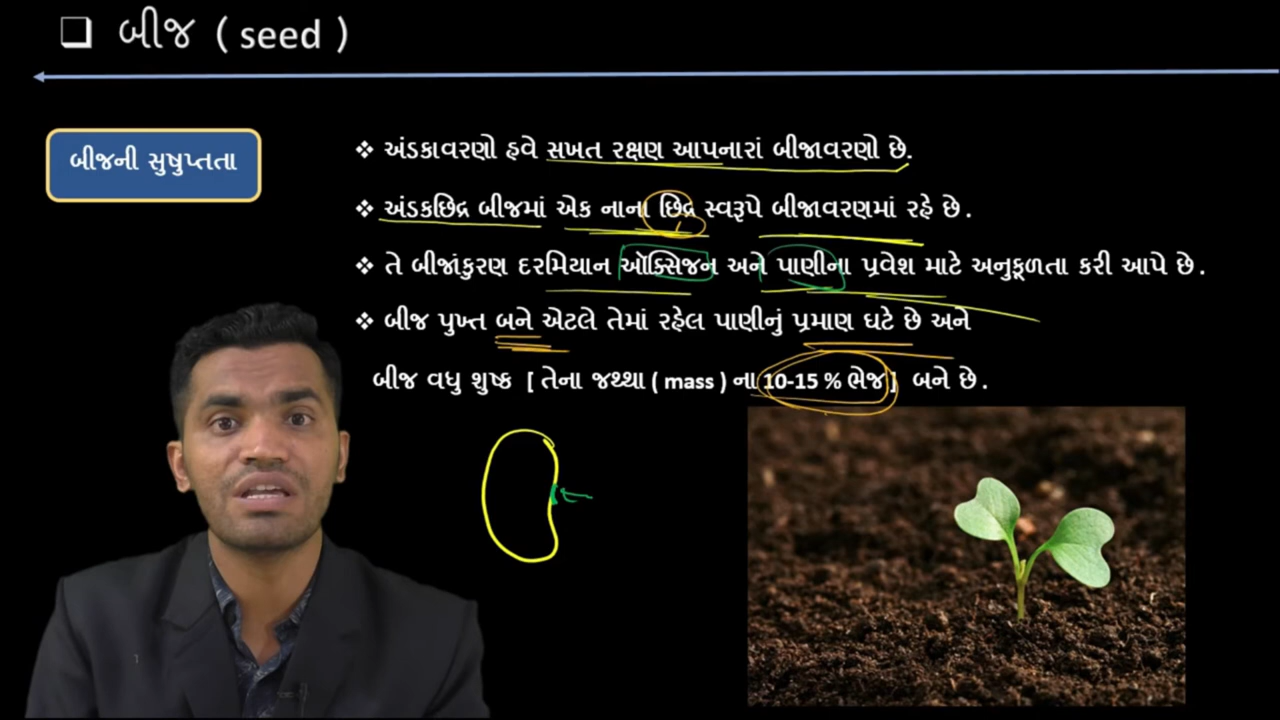 ❑ બીજ ( seed )
બીજની સુષુપ્તતા
❖ અંડકાવરણો હવે સખત રક્ષણ આપનારાં બીજાવરણો છે.
❖ અંડકછિદ્ર બીજમાં એક નાના છિદ્ર સ્વરૂપે બીજાવરણમાં રહે છે.
❖ તે બીજાંકુરણ દરમિયાન ઑક્સિજન અને પાણીના પ્રવેશ માટે અનુકૂળતા કરી આપે છે.
❖ બીજ પુખ્ત બને એટલે તેમાં રહેલ પાણીનું પ્રમાણ ઘટે છે અને
બીજ વધુ શુષ્ક [ તેના જથ્થા ( mass ) ના 10-15 % ભેજ ] બને છે.